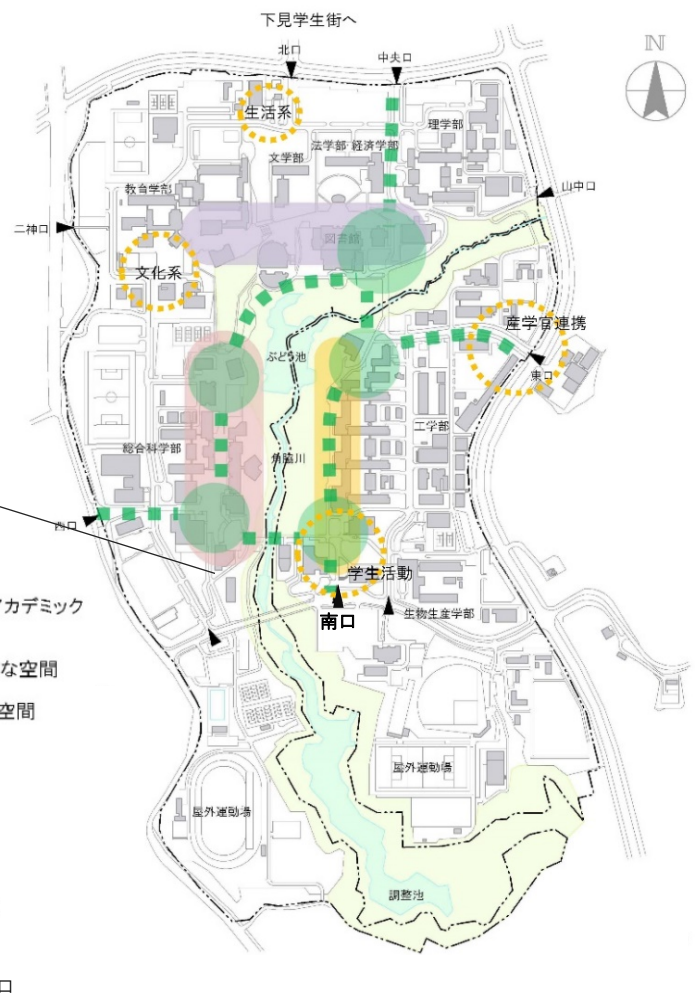 下見学生街へ
北口
中央口
N
生活系
理学部
法学部・経済学部
文学部
教育学部
山中口
二神口
図書館
文化系
産学官連携
ぶどう池
東口
工学部
総合科学部
角脇川
西口
学生活動
カデミック
南口
生物生産学部
な空間
空間
屋外運動場
屋外運動場
調整池
口